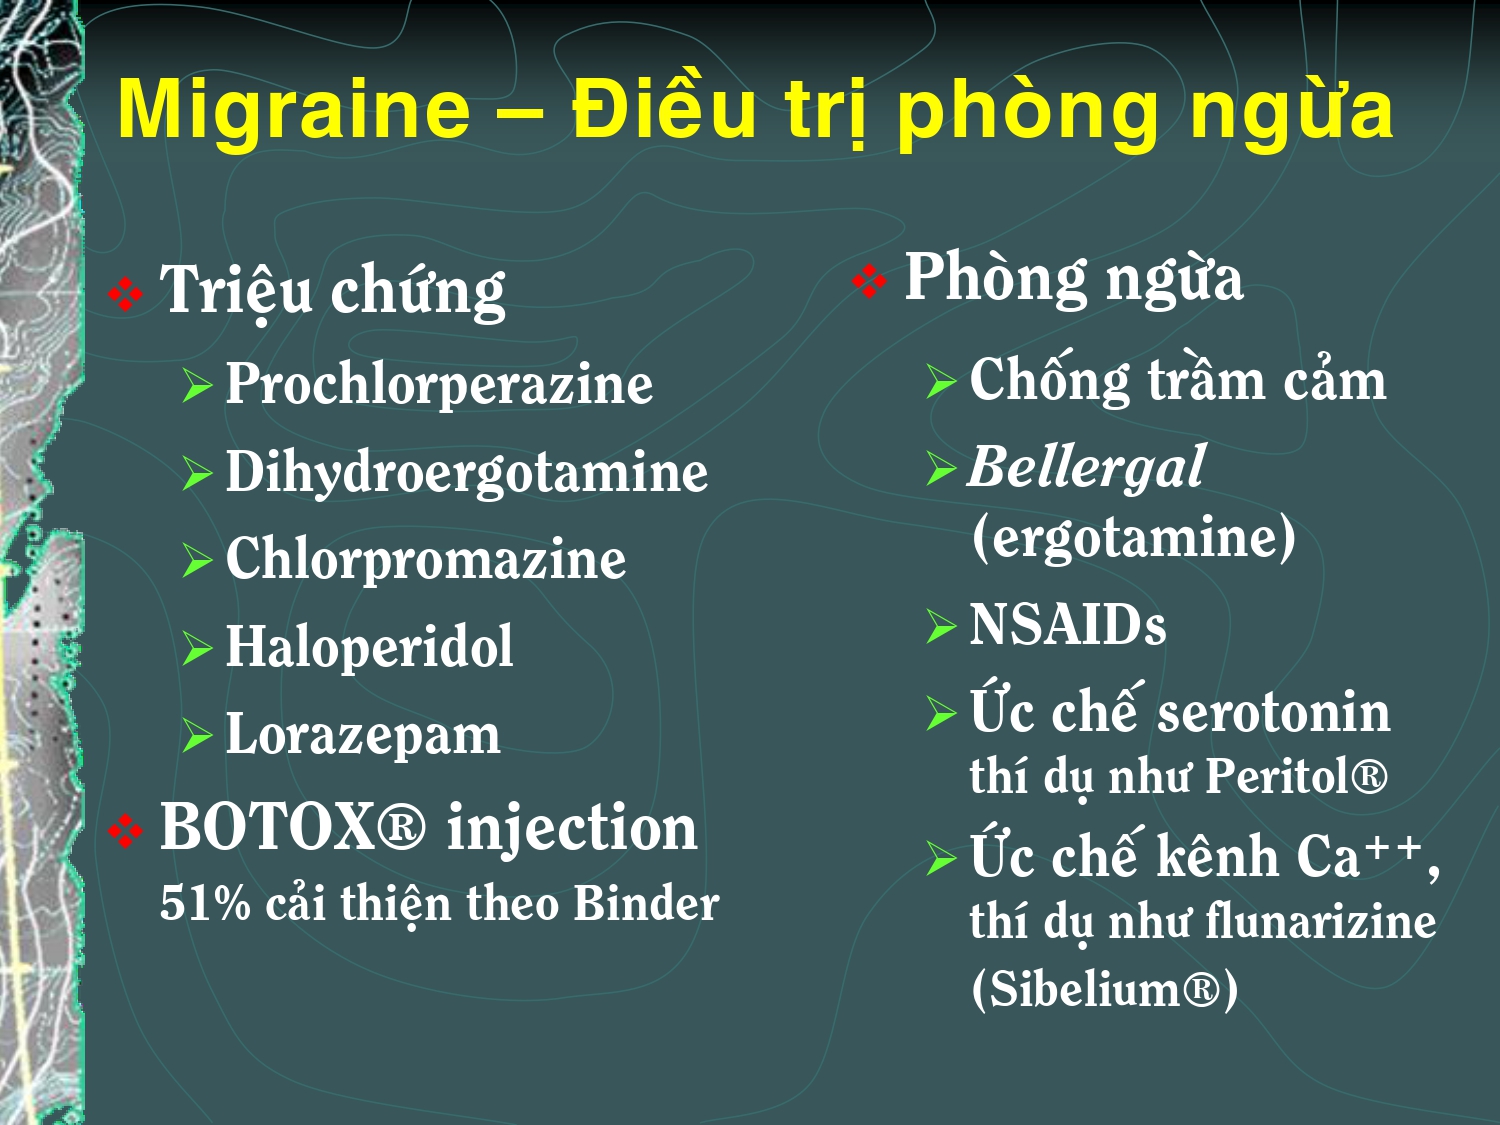 Migraine – Điều trị phòng ngừa
Triệu chứng
Prochlorperazine
Dihydroergotamine
Chlorpromazine
Haloperidol
Lorazepam
BOTOX® injection
51% cải thiện theo Binder
Phòng ngừa
Chống trầm cảm
Bellergal
(ergotamine)
NSAIDs
Ức chế serotonin
thí dụ như Peritol®
Ức chế kênh Ca⁺⁺,
thí dụ như flunarizine
(Sibelium®)